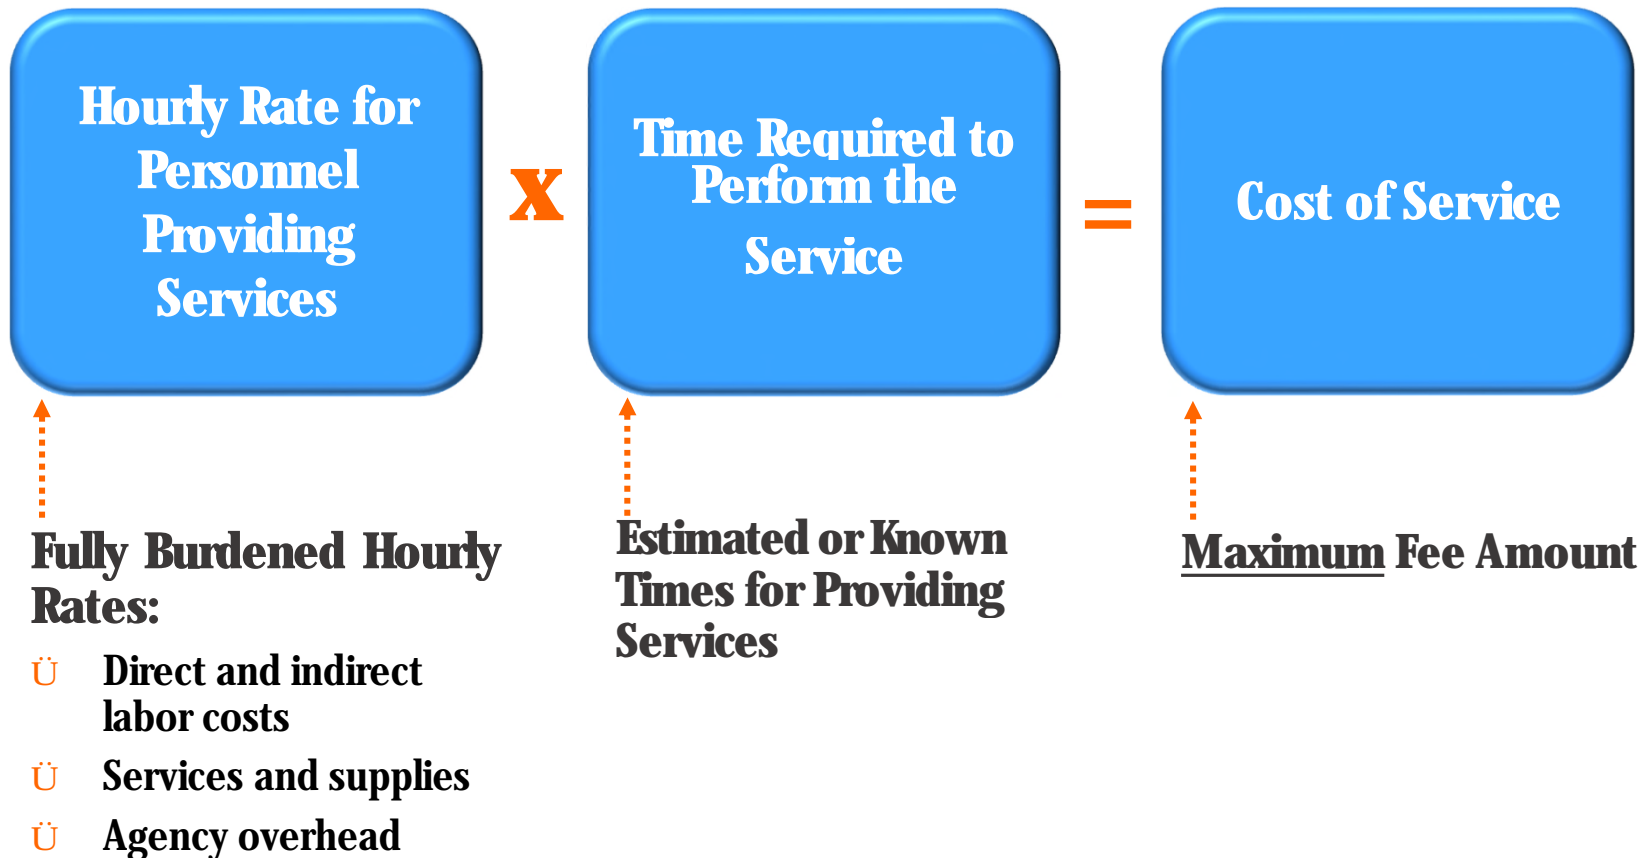 Hourly Rate for
Personnel
Providing
Services
x
Time Required to
Perform the
Service
=
Cost of Service
Fully Burdened Hourly
Rates:
Ü Direct and indirect
labor costs
Ü Services and supplies
Ü Agency overhead
Estimated or Known
Times for Providing
Services
Maximum Fee Amount